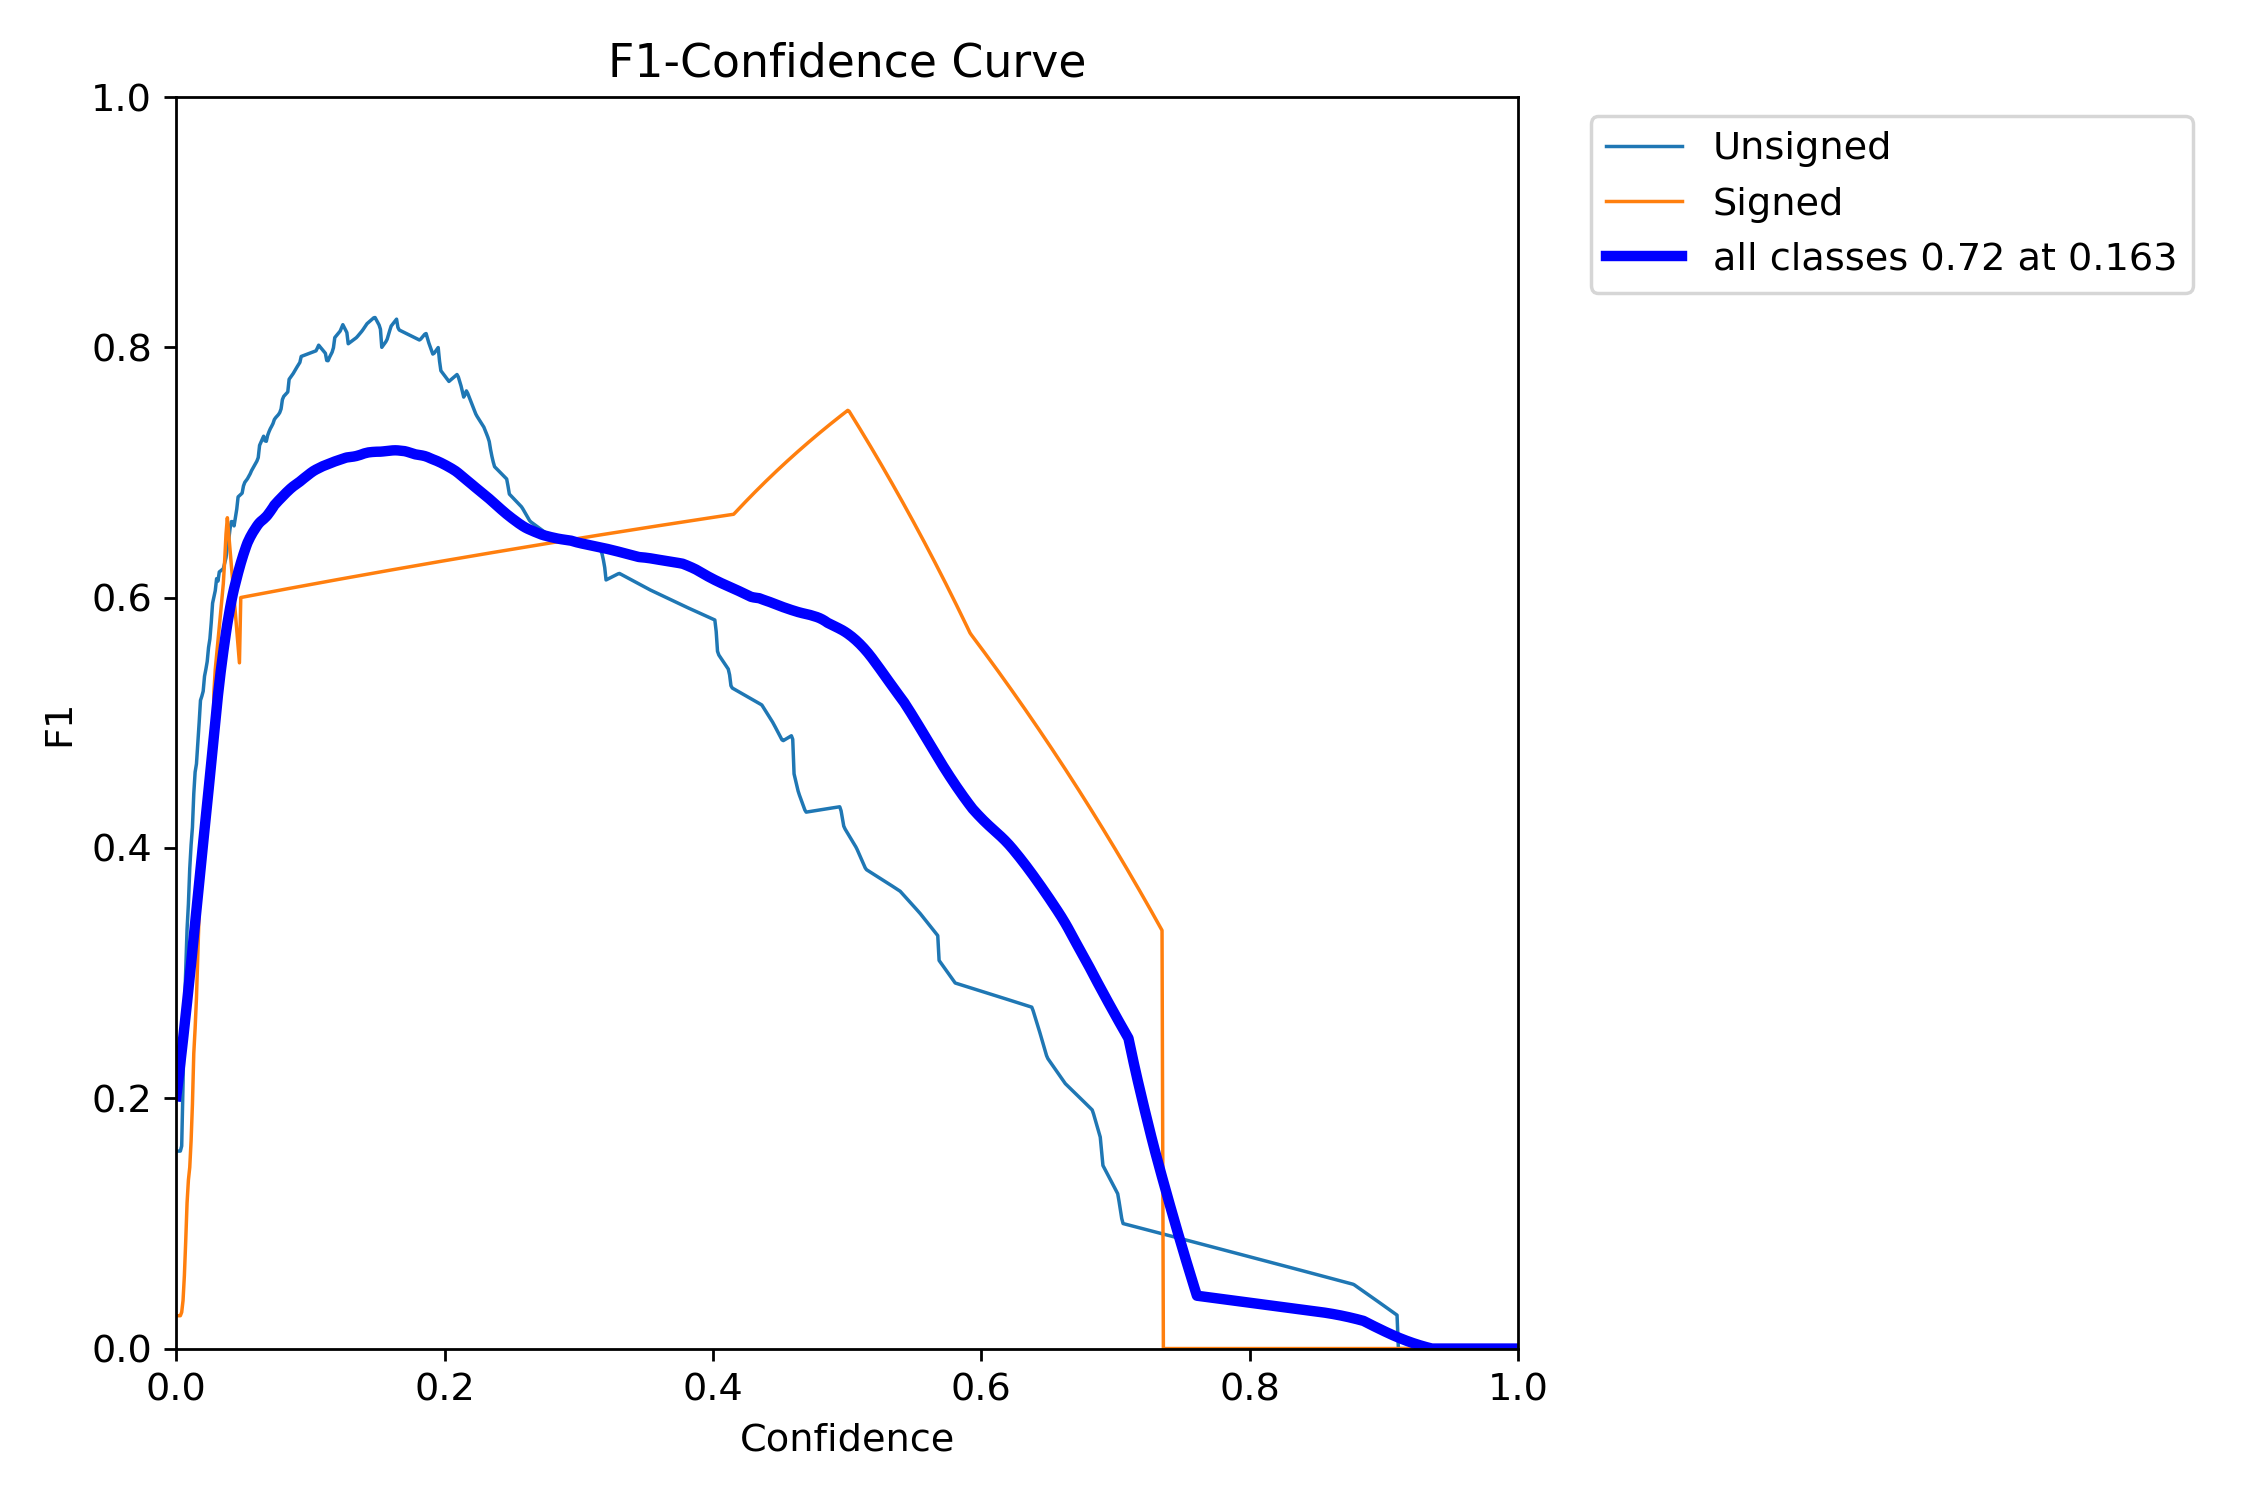 F1-Confidence Curve
Unsigned
Signed
all classes 0.72 at 0.163
F1
1.0
0.8
0.6
0.4
0.2
0.0
0.0 0.2 0.4 0.6 0.8 1.0
Confidence